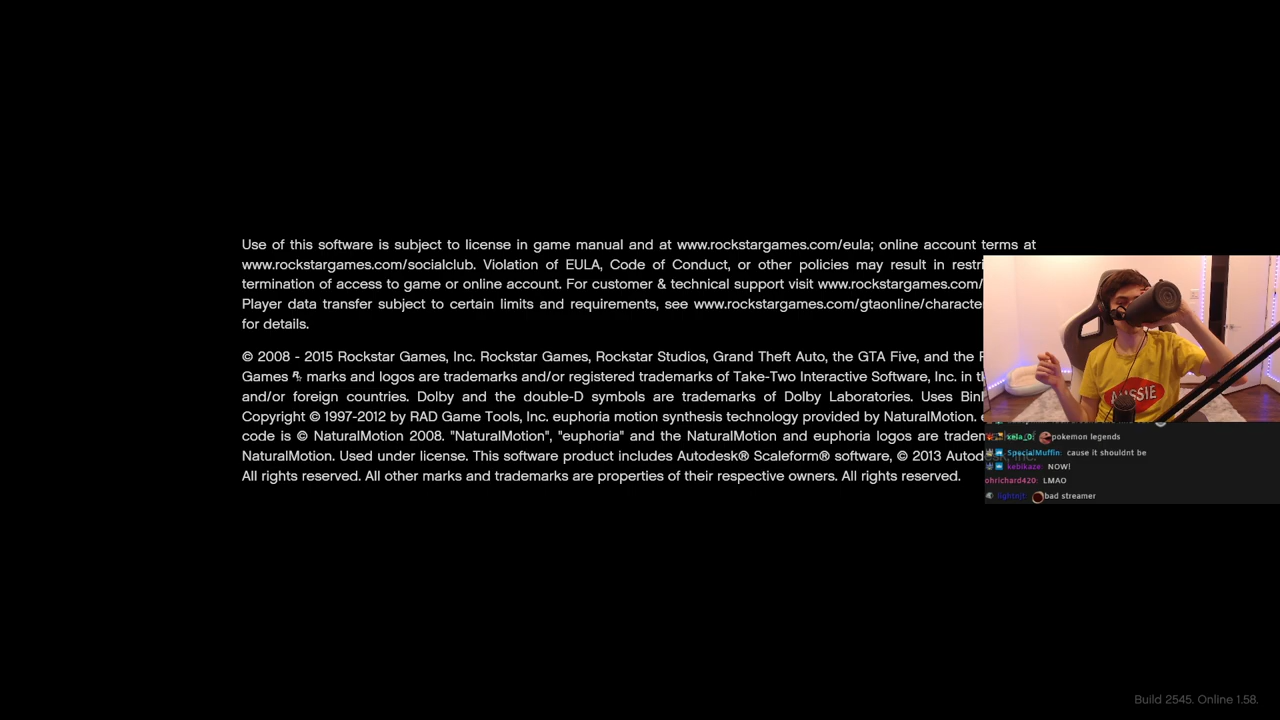 Use of this software is subject to license in game manual and at www.rockstargames.com/eula; online account terms at
www.rockstargames.com/socialclub. Violation of EULA, Code of Conduct, or other policies may result in
termination of access to game or online account. For customer & technical support visit www.rockstargames.com/
Player data transfer subject to certain limits and requirements, see www.rockstargames.com/gtaonline/
for details.
© 2008 - 2015 Rockstar Games, Inc. Rockstar Games, Rockstar Studios, Grand Theft Auto, the GTA Five, and the
Games R* marks and logos are trademarks and/or registered trademarks of Take-Two Interactive Software, Inc. in
and/or foreign countries. Dolby and the double-D symbols are trademarks of Dolby Laboratories. Uses
Copyright © 1997-2012 by RAD Game Tools, Inc. euphoria motion synthesis technology provided by NaturalMotion.
code is © NaturalMotion 2008. "NaturalMotion", "euphoria" and the NaturalMotion and euphoria logos are
NaturalMotion. Used under license. This software product includes Autodesk® Scaleform® software, © 2013 Autodesk, Inc.
All rights reserved. All other marks and trademarks are properties of their respective owners. All rights reserved.
AUSSIE
pokemon legends
SpecialMuffin: cause it shouldnt be
kebikaze: NOW!
ohrichard420: LMAO
bad streamer
Build 2545. Online 1.58.